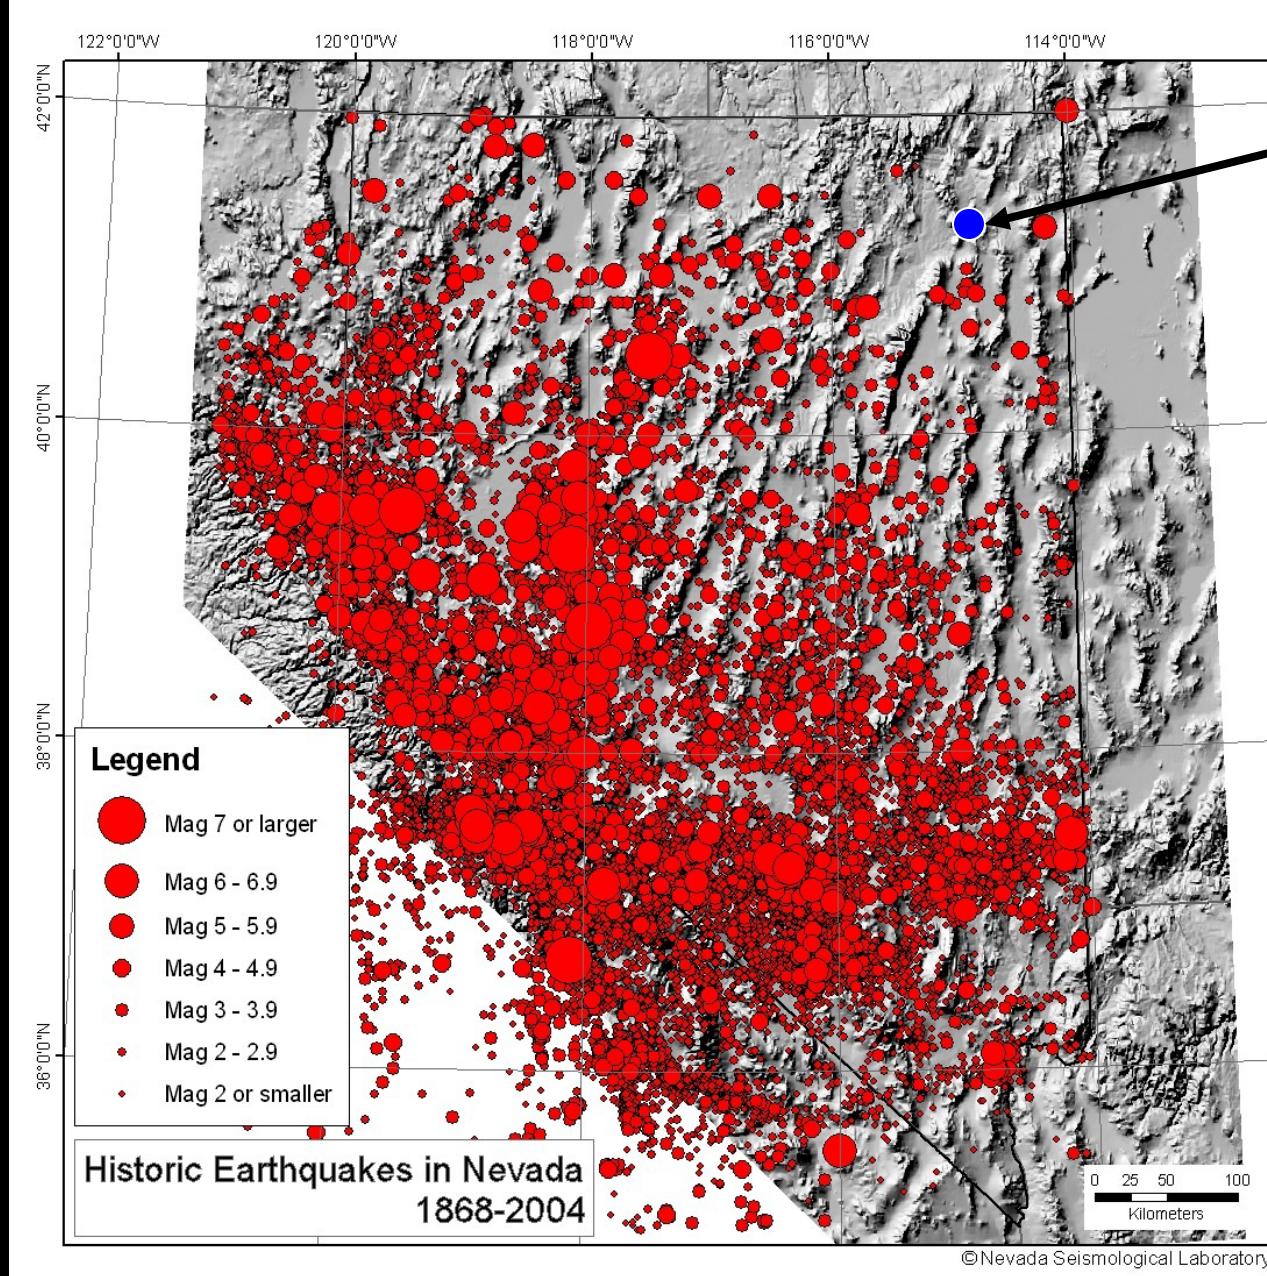 122°0'0"W 120°0'0"W 118°0'0"W 116°0'0"W 114°0'0"W
42°0'0"N
40°0'0"N
38°0'0"N
36°0'0"N
Legend
Mag 7 or larger
Mag 6 - 6.9
Mag 5 - 5.9
Mag 4 - 4.9
Mag 3 - 3.9
Mag 2 - 2.9
Mag 2 or smaller
Historic Earthquakes in Nevada
1868-2004
0 25 50 100
Kilometers
©Nevada Seismological Laboratory